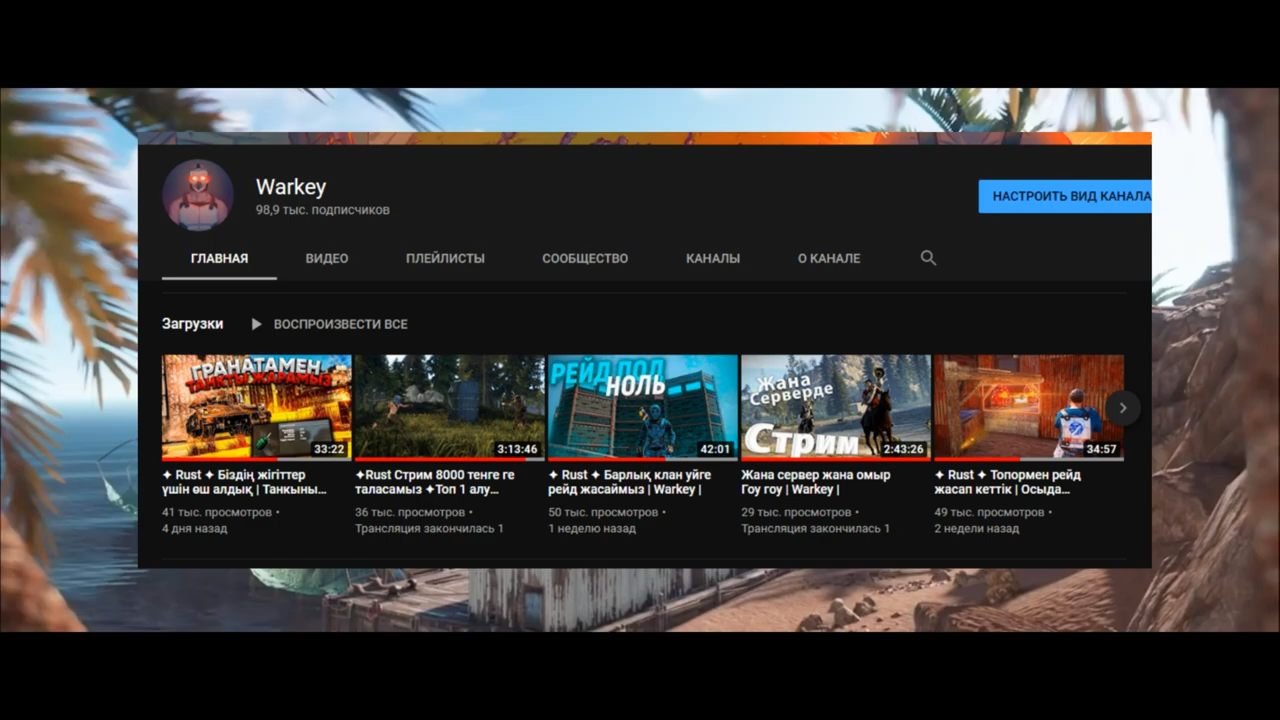 Warkey
98,9 тыс. подписчиков
НАСТРОИТЬ ВИД КАНАЛА
ГЛАВНАЯ
ВИДЕО
ПЛЕЙЛИСТЫ
СООБЩЕСТВО
КАНАЛЫ
О КАНАЛЕ
Загрузки
ВОСПРОИЗВЕСТИ ВСЕ
ГРАНАТАМЕН
ТАНКТЫ ЖАРАМЫЗ
33:22
3:13:46
РЕЙД ПОД
НОЛЬ
42:01
Жана
Серверде
Стрим
2:43:26
34:57
✦ Rust ✦ Біздің жігіттер
үшін өш алдық | Танкыны...
41 тыс. просмотров •
4 дня назад
✦Rust Стрим 8000 тенге ге
таласамыз ✦Топ 1 алу...
36 тыс. просмотров •
Трансляция закончилась 1
✦ Rust ✦ Барлық клан уйге
рейд жасаймыз | Warkey |
50 тыс. просмотров •
1 неделю назад
Жана сервер жана омыр
Гоу гоу | Warkey |
29 тыс. просмотров •
Трансляция закончилась 1
✦ Rust ✦ Топормен рейд
жасап кеттік | Осыда...
49 тыс. просмотров •
2 недели назад